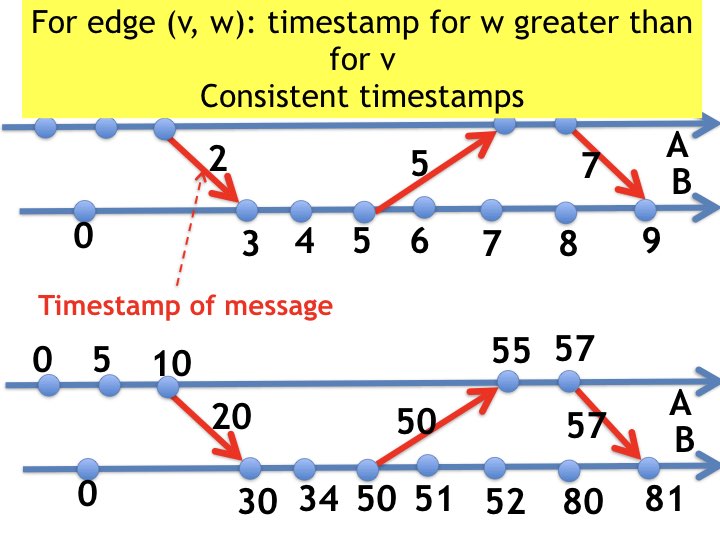 For edge (v, w): timestamp for w greater than
for v
Consistent timestamps
2 5 7 A
B
0 3 4 5 6 7 8 9
Timestamp of message
0 5 10 55 57
20 50 57 A
B
0 30 34 50 51 52 80 81